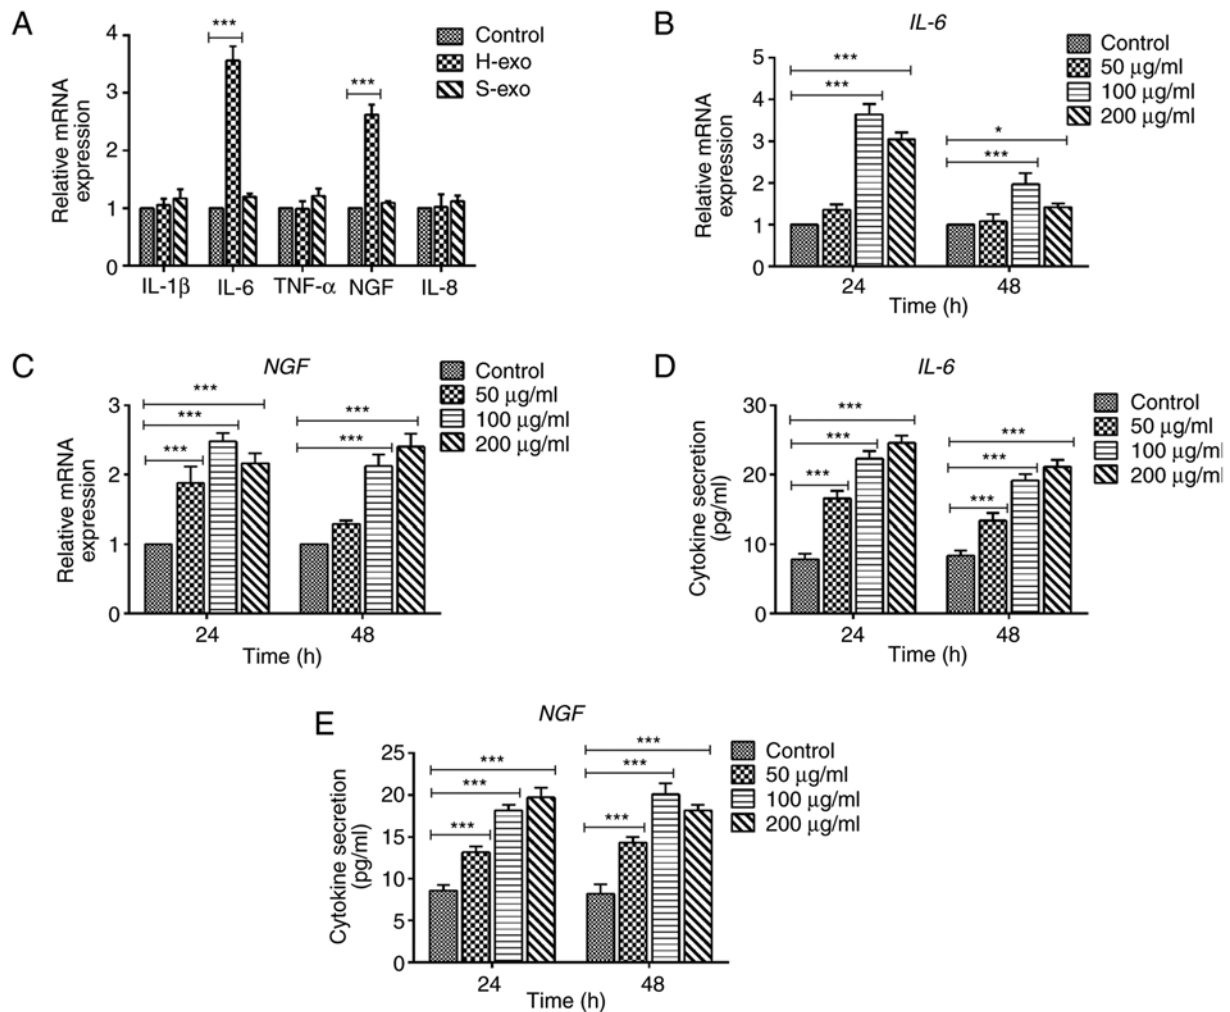 A
Relative mRNA
expression
4
3
2
1
0
***
***
Control
H-exo
S-exo
IL-1β
IL-6
TNF-α
NGF
IL-8
B
IL-6
Relative mRNA
expression
5
4
3
2
1
0
***
***
*
***
Control
50 μg/ml
100 μg/ml
200 μg/ml
24
48
Time (h)
C
NGF
Relative mRNA
expression
3
2
1
0
***
***
***
***
***
Control
50 μg/ml
100 μg/ml
200 μg/ml
24
48
Time (h)
D
IL-6
Cytokine secretion
(pg/ml)
30
20
10
0
***
***
***
***
***
***
Control
50 μg/ml
100 μg/ml
200 μg/ml
24
48
Time (h)
E
NGF
Cytokine secretion
(pg/ml)
25
20
15
10
5
0
***
***
***
***
***
***
Control
50 μg/ml
100 μg/ml
200 μg/ml
24
48
Time (h)